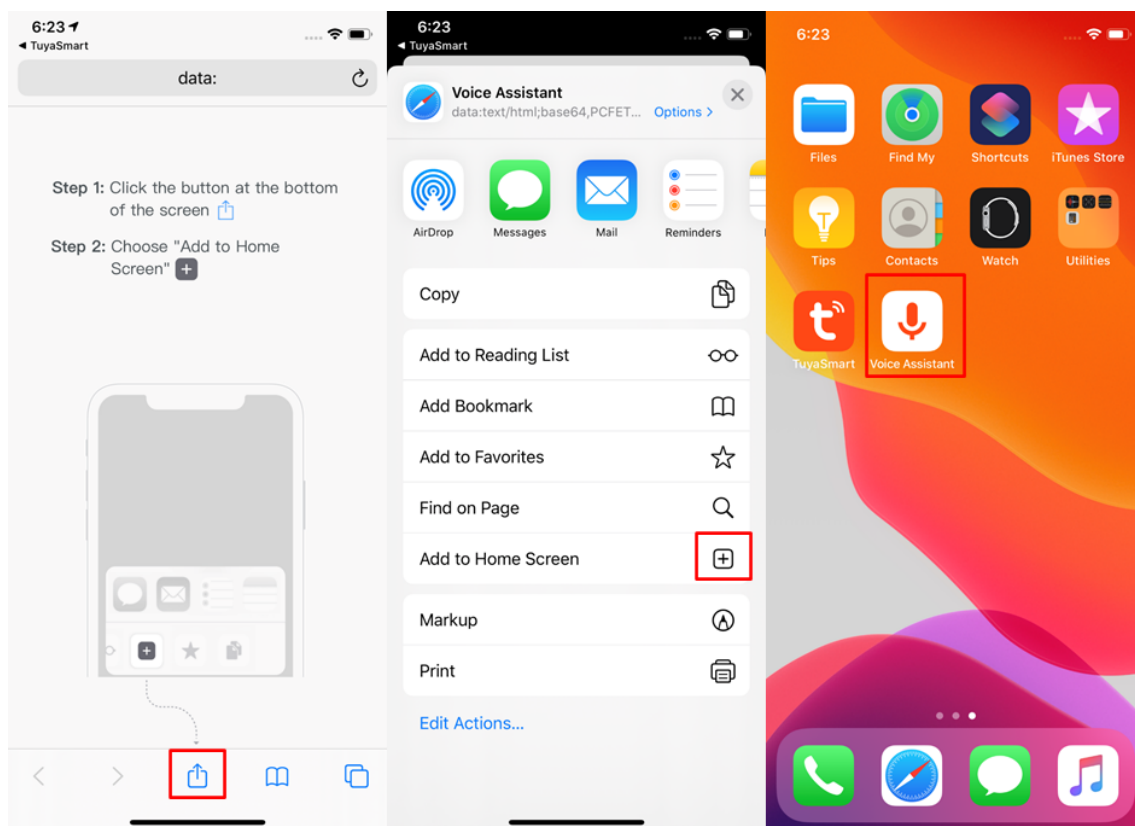 6:23
◀ TuyaSmart
data:
Step 1: Click the button at the bottom
of the screen
Step 2: Choose "Add to Home
Screen"
6:23
◀ TuyaSmart
Voice Assistant
data:text/html;base64,PCFET... Options >
AirDrop Messages Mail Reminders
Copy
Add to Reading List
Add Bookmark
Add to Favorites
Find on Page
Add to Home Screen
Markup
Print
Edit Actions...
6:23
Files Find My Shortcuts iTunes Store
Tips Contacts Watch Utilities
TuyaSmart Voice Assistant